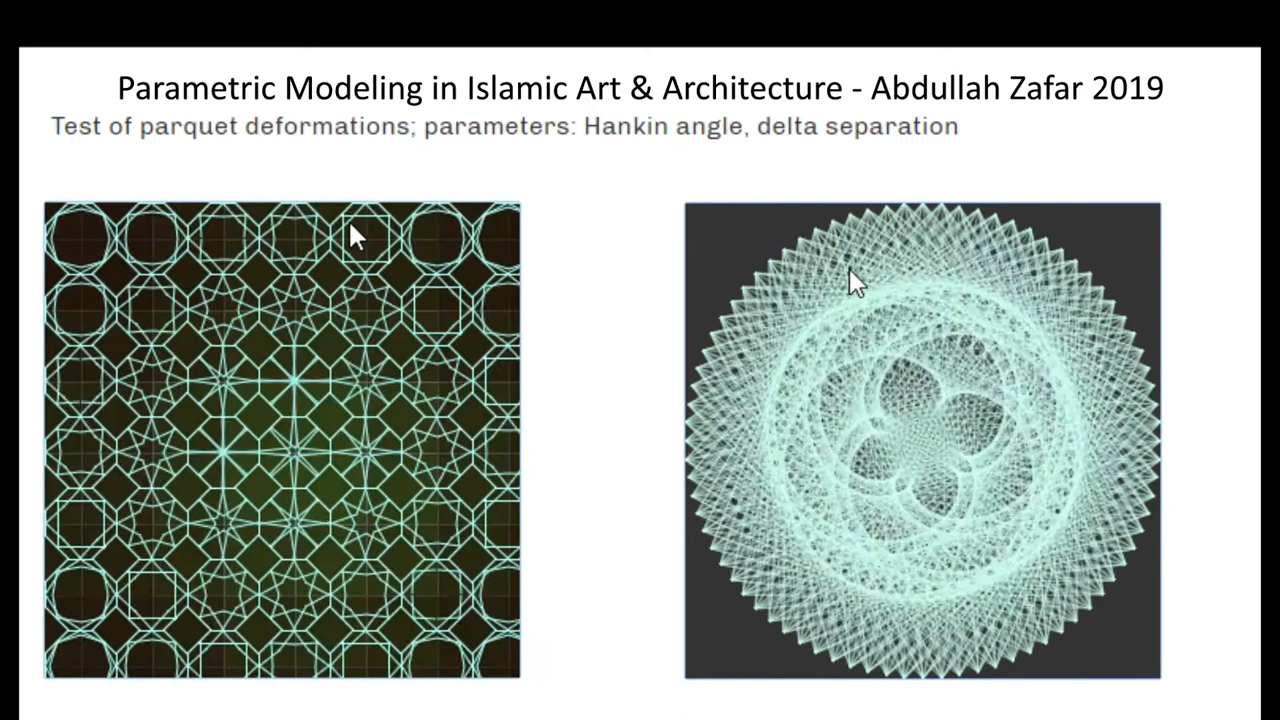 Parametric Modeling in Islamic Art & Architecture - Abdullah Zafar 2019
Test of parquet deformations; parameters: Hankin angle, delta separation